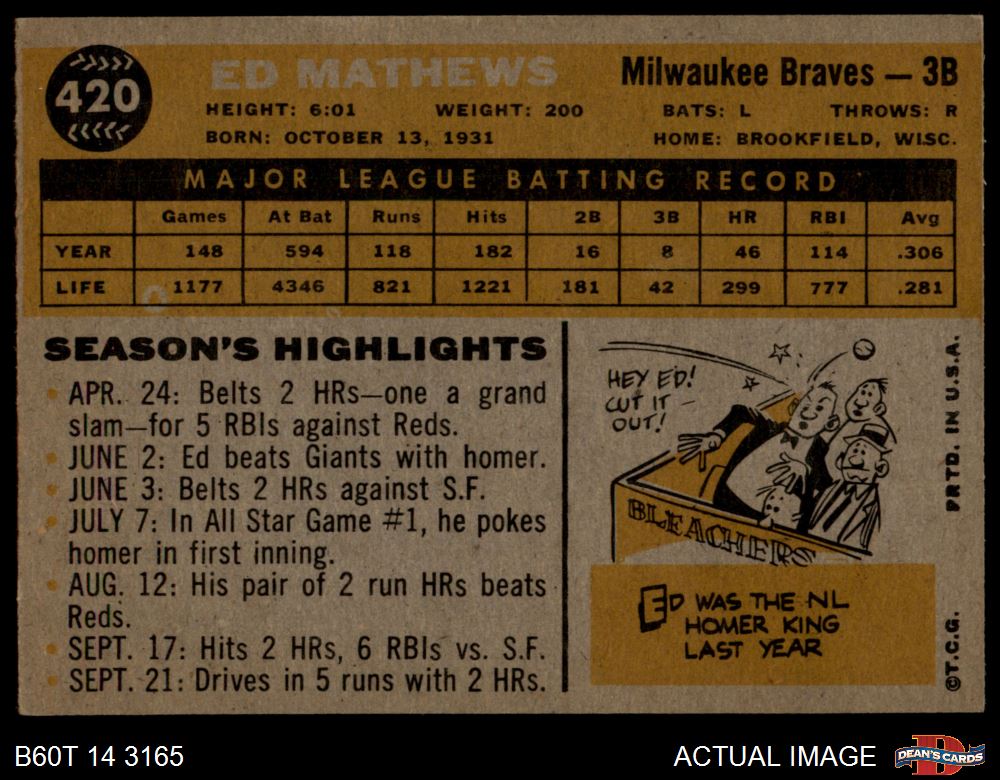 420
ED MATHEWS
Milwaukee Braves — 3B
HEIGHT: 6:01 WEIGHT: 200 BATS: L THROWS: R
BORN: OCTOBER 13, 1931 HOME: BROOKFIELD, WISC.
MAJOR LEAGUE BATTING RECORD
Games At Bat Runs Hits 2B 3B HR RBI Avg
YEAR 148 594 118 182 16 8 46 114 .306
LIFE 1177 4346 821 1221 181 42 299 777 .281
SEASON'S HIGHLIGHTS
APR. 24: Belts 2 HRs—one a grand
slam—for 5 RBIs against Reds.
JUNE 2: Ed beats Giants with homer.
JUNE 3: Belts 2 HRs against S.F.
JULY 7: In All Star Game #1, he pokes
homer in first inning.
AUG. 12: His pair of 2 run HRs beats
Reds.
SEPT. 17: Hits 2 HRs, 6 RBIs vs. S.F.
SEPT. 21: Drives in 5 runs with 2 HRs.
HEY ED!
CUT IT
OUT!
BLEACHERS
ED WAS THE NL
HOMER KING
LAST YEAR
PRTD. IN U.S.A.
©T.C.G.
B60T 14 3165
ACTUAL IMAGE
DEAN'S CARDS